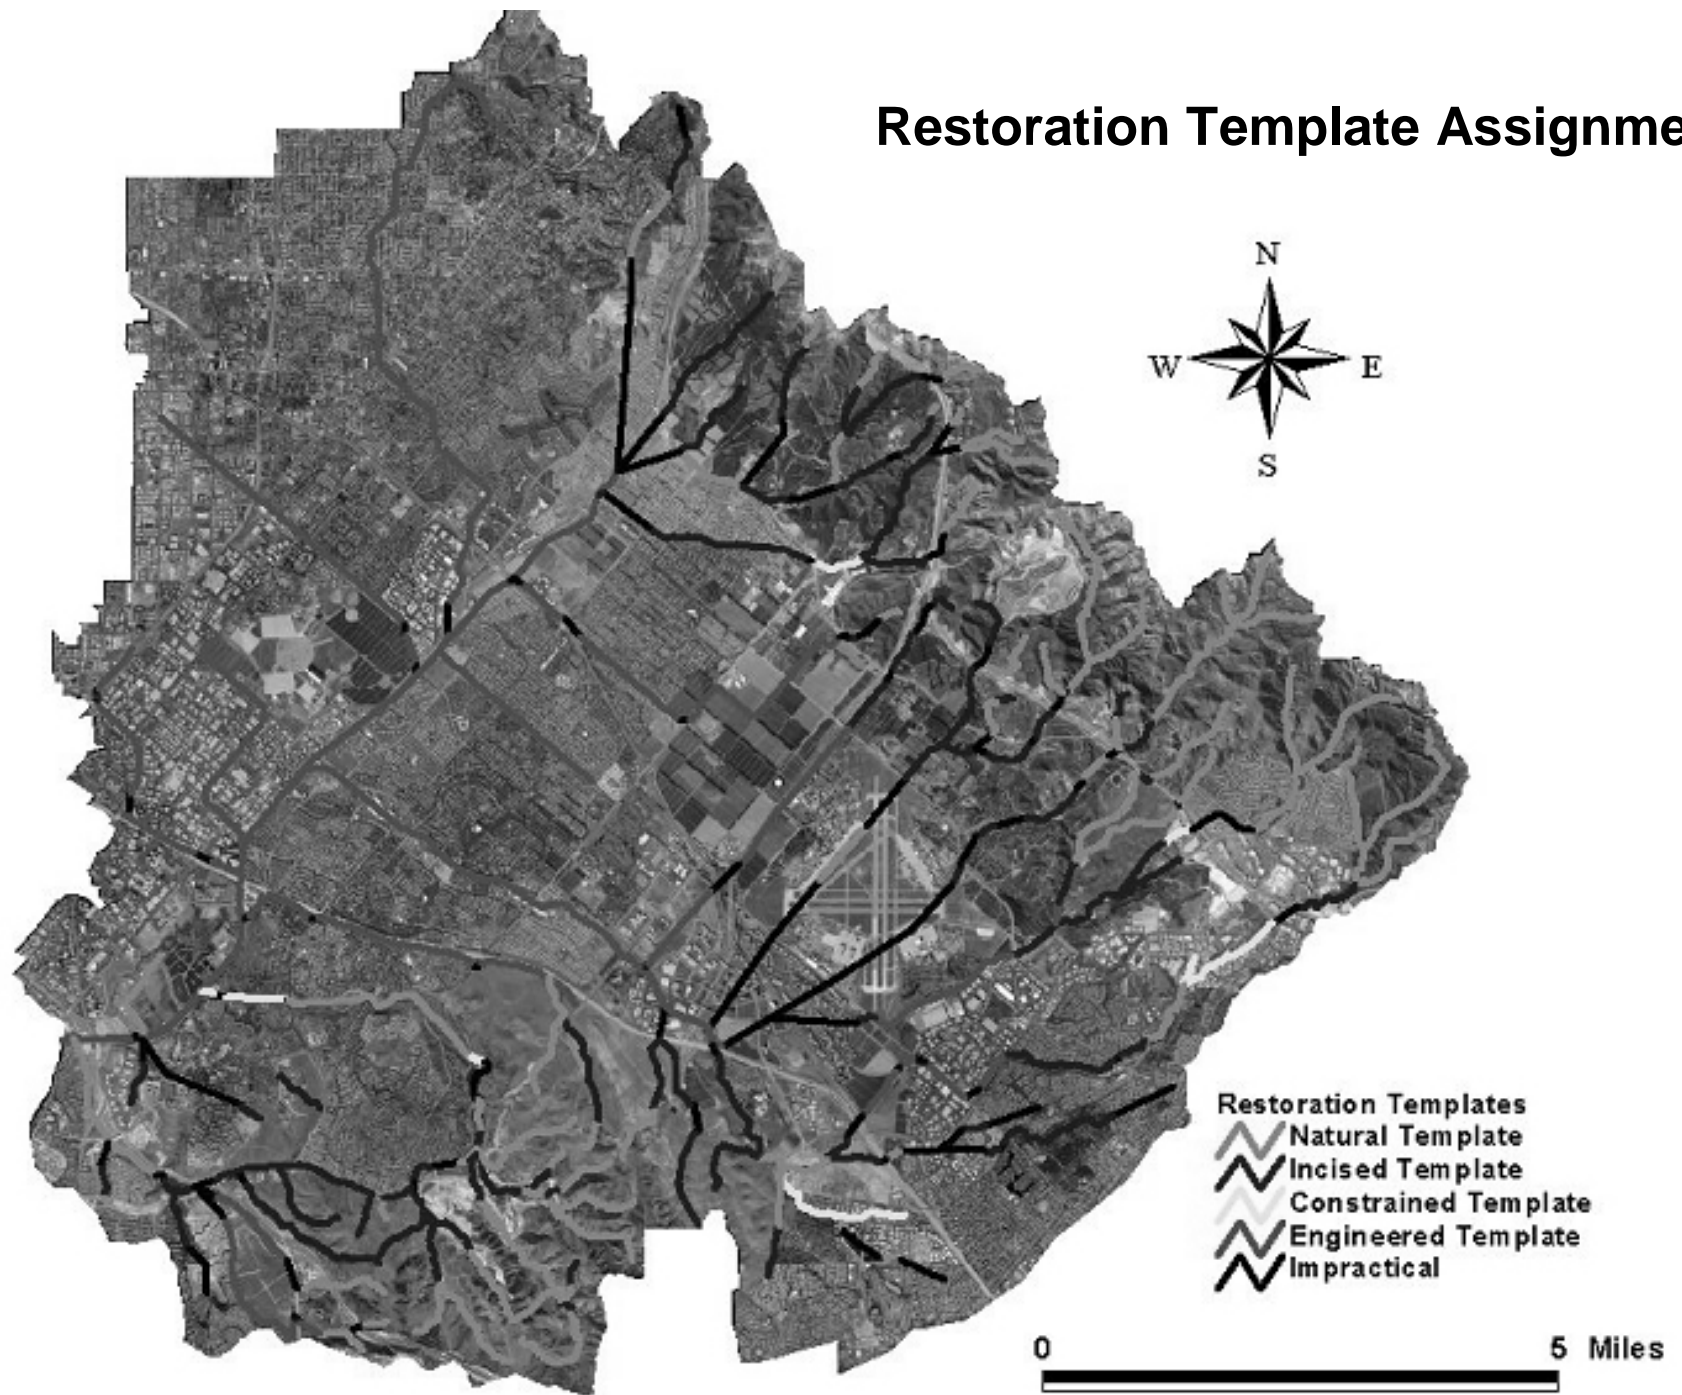 Restoration Template Assignme
N
W E
S
Restoration Templates
Natural Template
Incised Template
Constrained Template
Engineered Template
Impractical
0 5 Miles